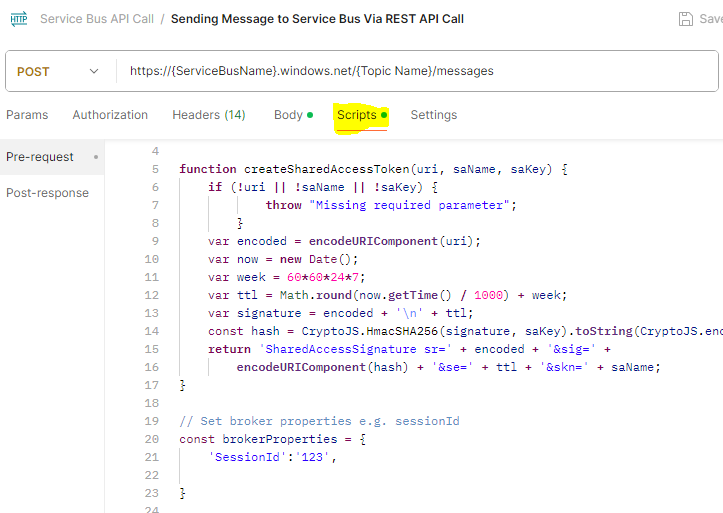 HTTP Service Bus API Call / Sending Message to Service Bus Via REST API Call Save
POST https://{ServiceBusName}.windows.net/{Topic Name}/messages
Params Authorization Headers (14) Body Scripts Settings
Pre-request
Post-response
4
5 function createSharedAccessToken(uri, saName, saKey) {
6 if (!uri || !saName || !saKey) {
7 throw "Missing required parameter";
8 }
9 var encoded = encodeURIComponent(uri);
10 var now = new Date();
11 var week = 60*60*24*7;
12 var ttl = Math.round(now.getTime() / 1000) + week;
13 var signature = encoded + '\n' + ttl;
14 const hash = CryptoJS.HmacSHA256(signature, saKey).toString(CryptoJS.enc
15 return 'SharedAccessSignature sr=' + encoded + '&sig=' +
16 encodeURIComponent(hash) + '&se=' + ttl + '&skn=' + saName;
17 }
18
19 // Set broker properties e.g. sessionId
20 const brokerProperties = {
21 'SessionId':'123',
22
23 }
24